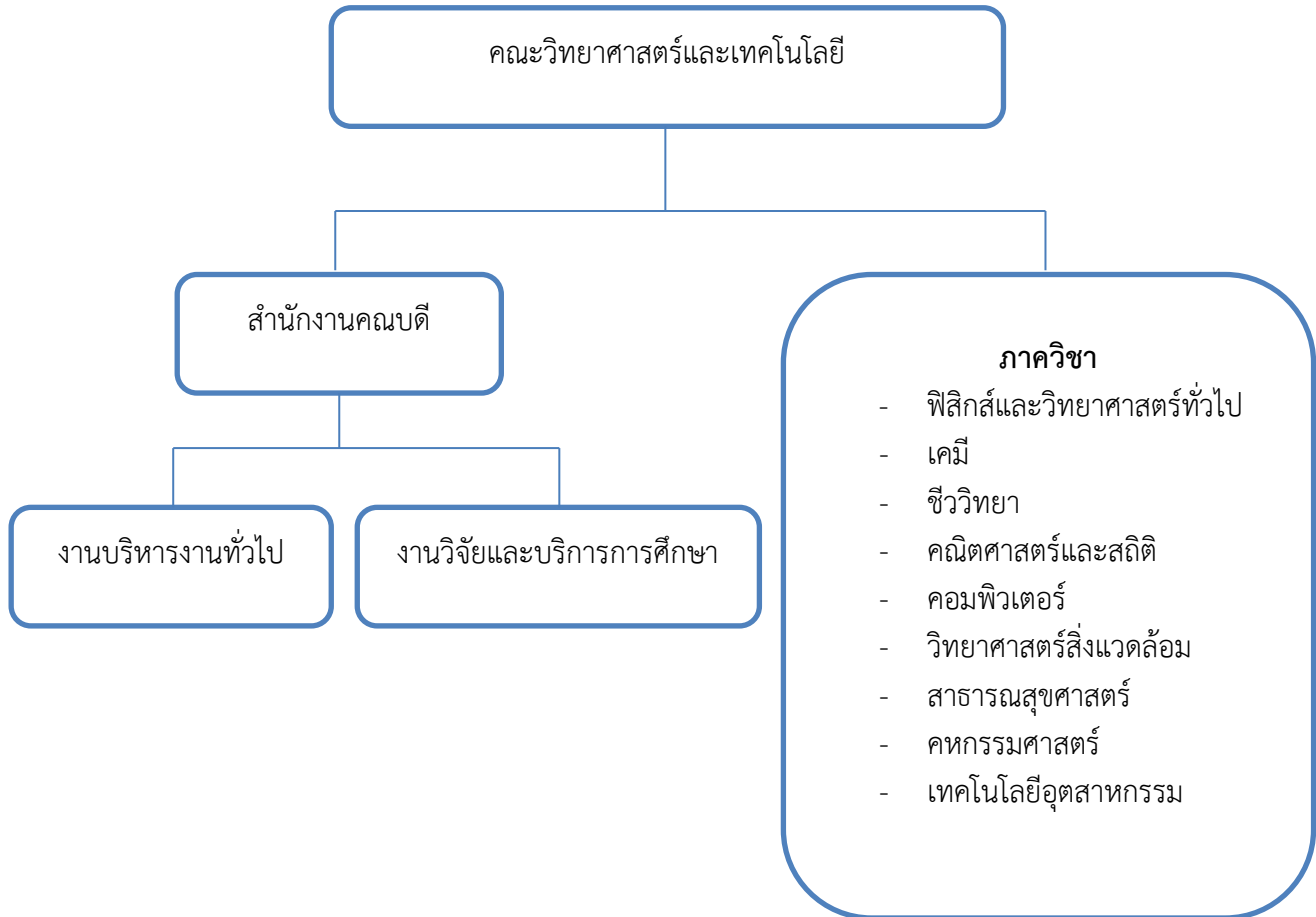 คณะวิทยาศาสตร์และเทคโนโลยี
สำนักงานคณบดี
งานบริหารงานทั่วไป
งานวิจัยและบริการการศึกษา
ภาควิชา
- ฟิสิกส์และวิทยาศาสตร์ทั่วไป
- เคมี
- ชีววิทยา
- คณิตศาสตร์และสถิติ
- คอมพิวเตอร์
- วิทยาศาสตร์สิ่งแวดล้อม
- สาธารณสุขศาสตร์
- คหกรรมศาสตร์
- เทคโนโลยีอุตสาหกรรม